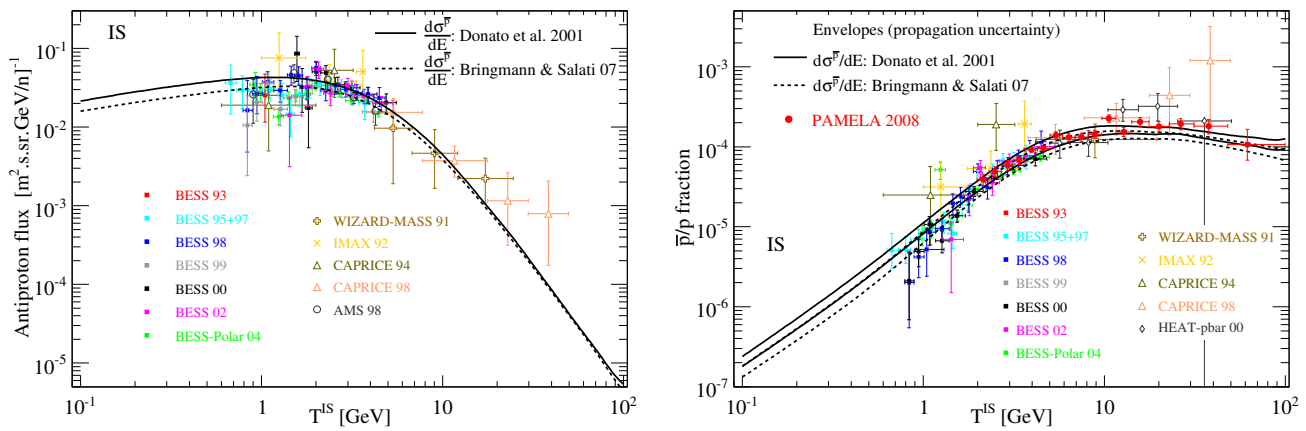 IS
dσ^p̅/dE: Donato et al. 2001
dσ^p̅/dE: Bringmann & Salati 07
Antiproton flux [m².s.sr.GeV/n]⁻¹
10⁻¹
10⁻²
10⁻³
10⁻⁴
10⁻⁵
BESS 93
BESS 95+97
BESS 98
BESS 99
BESS 00
BESS 02
BESS-Polar 04
WIZARD-MASS 91
IMAX 92
CAPRICE 94
CAPRICE 98
AMS 98
10⁻¹ 1 10 10²
T^IS [GeV]
Envelopes (propagation uncertainty)
dσ^p̅/dE: Donato et al. 2001
dσ^p̅/dE: Bringmann & Salati 07
PAMELA 2008
p̅/p fraction
10⁻³
10⁻⁴
10⁻⁵
10⁻⁶
10⁻⁷
IS
BESS 93
BESS 95+97
BESS 98
BESS 99
BESS 00
BESS 02
BESS-Polar 04
WIZARD-MASS 91
IMAX 92
CAPRICE 94
CAPRICE 98
HEAT-pbar 00
10⁻¹ 1 10 10²
T^IS [GeV]